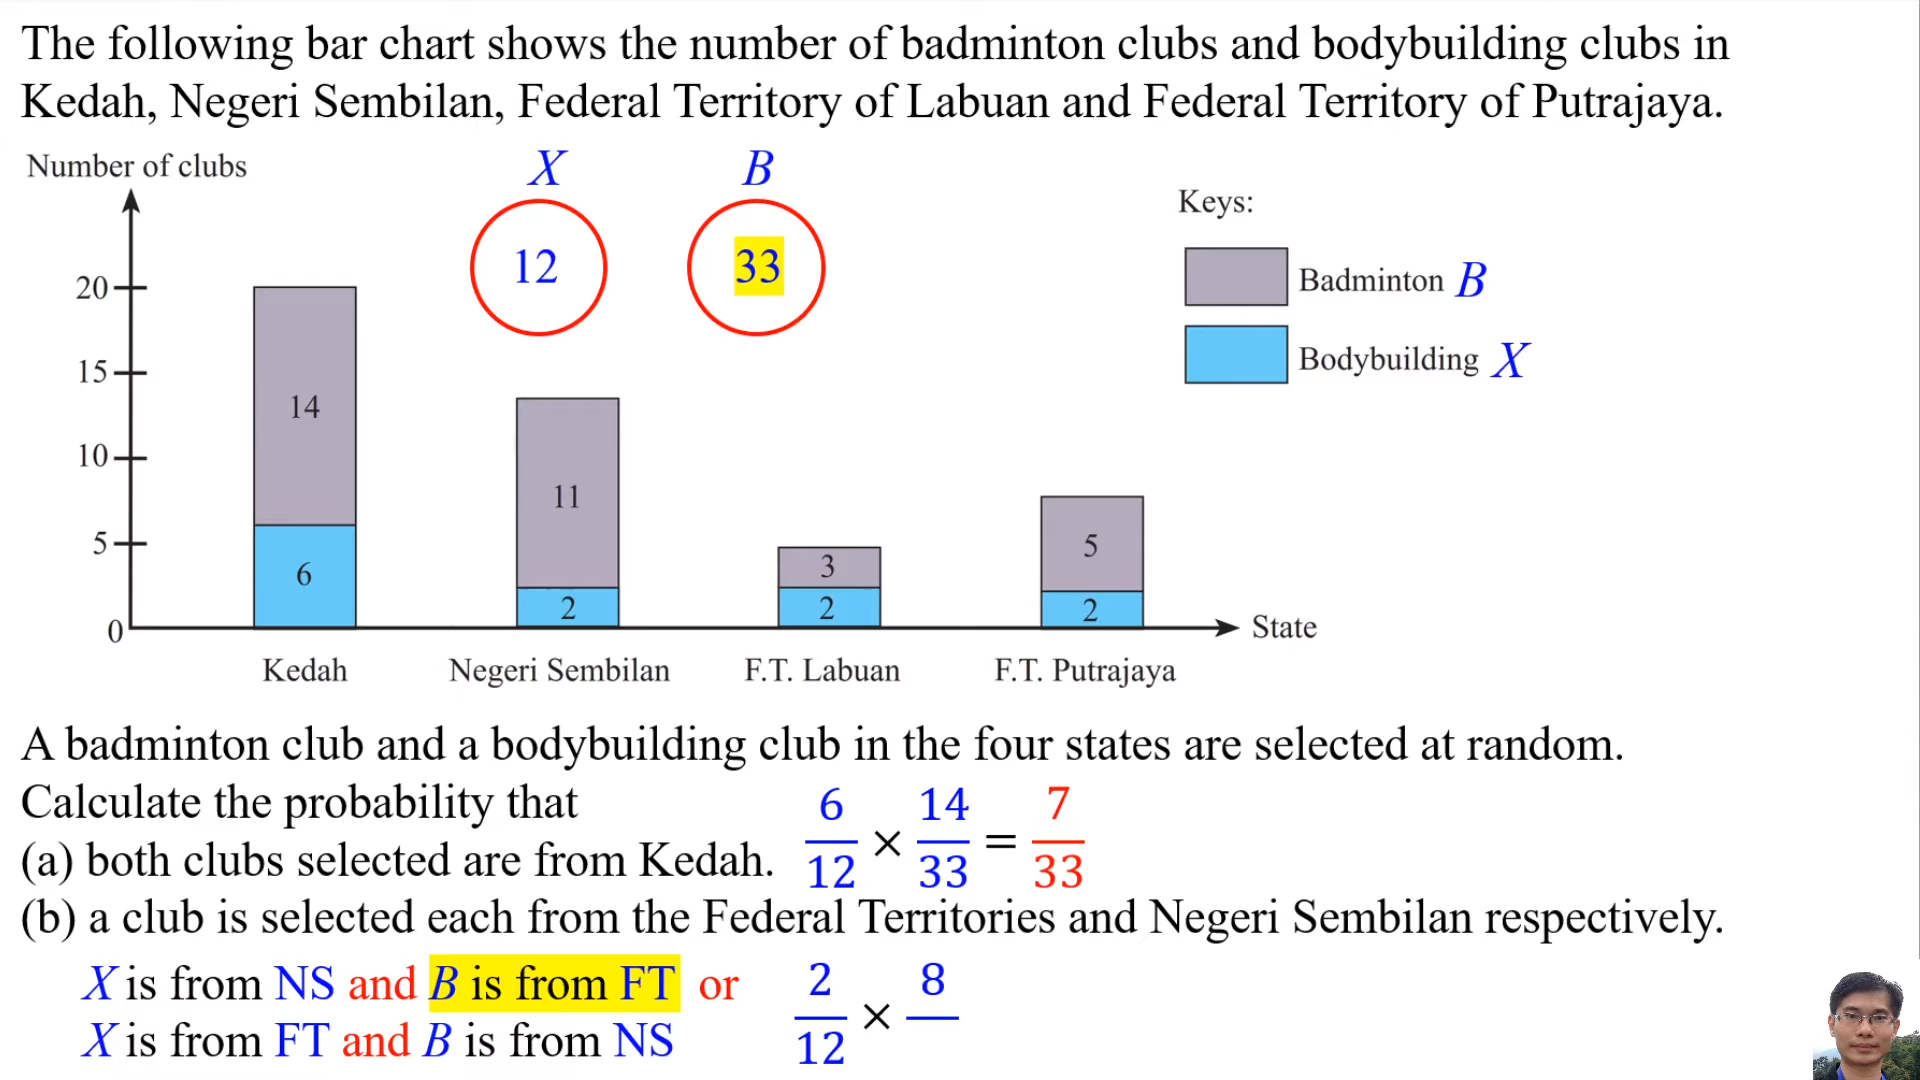 The following bar chart shows the number of badminton clubs and bodybuilding clubs in
Kedah, Negeri Sembilan, Federal Territory of Labuan and Federal Territory of Putrajaya.
Number of clubs
X B
12 33
Keys:
Badminton B
Bodybuilding X
20
15
10
5
0
14
6
11
2
3
2
5
2
State
Kedah Negeri Sembilan F.T. Labuan F.T. Putrajaya
A badminton club and a bodybuilding club in the four states are selected at random.
Calculate the probability that
(a) both clubs selected are from Kedah. 6/12 × 14/33 = 7/33
(b) a club is selected each from the Federal Territories and Negeri Sembilan respectively.
X is from NS and B is from FT or 2/12 × 8/
X is from FT and B is from NS